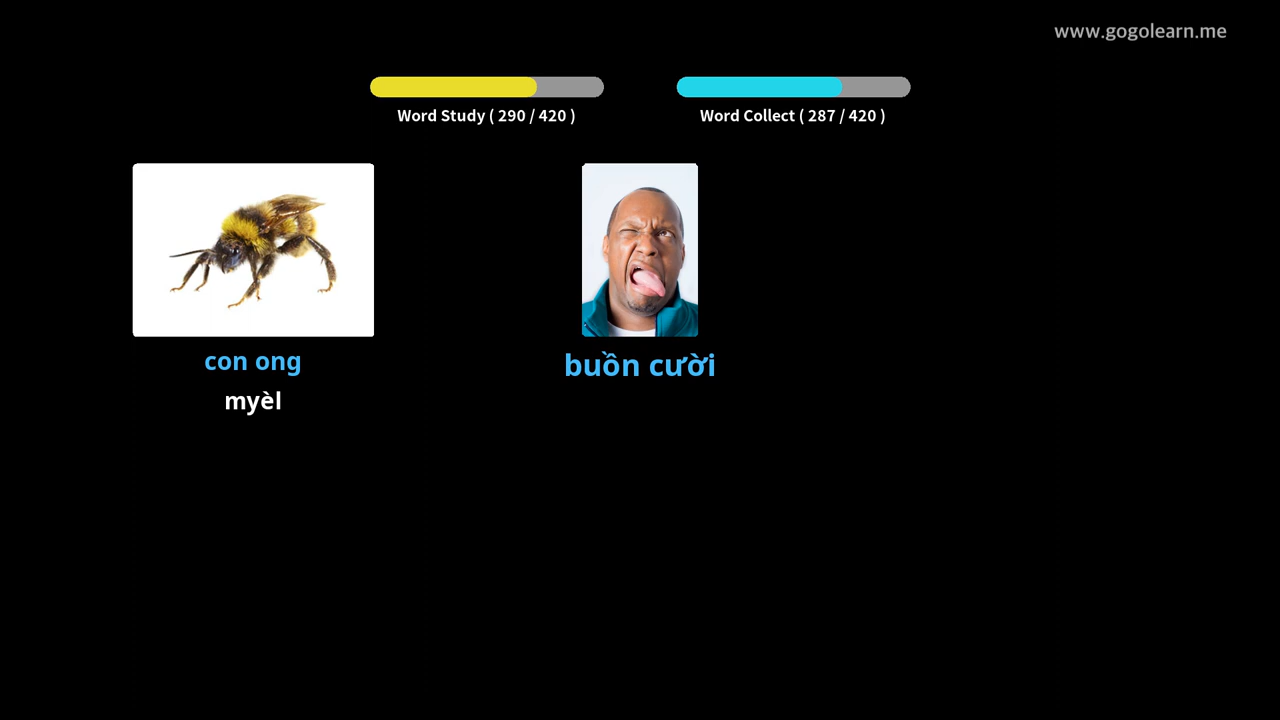 www.gogolearn.me
Word Study ( 290 / 420 )
Word Collect ( 287 / 420 )
con ong
myèl
buồn cười